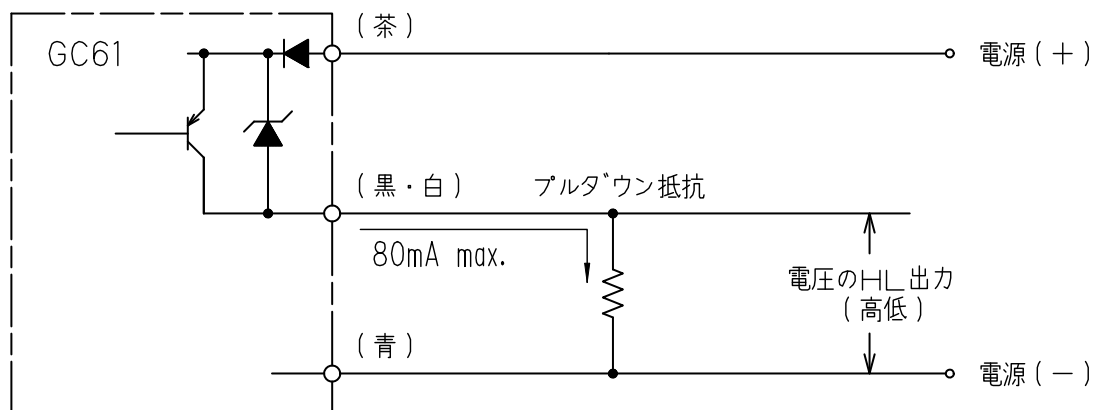 (茶)
GC61
電源(+)
(黒・白)
プルダウン抵抗
80mA max.
電圧のHL出力
(高低)
(青)
電源(-)